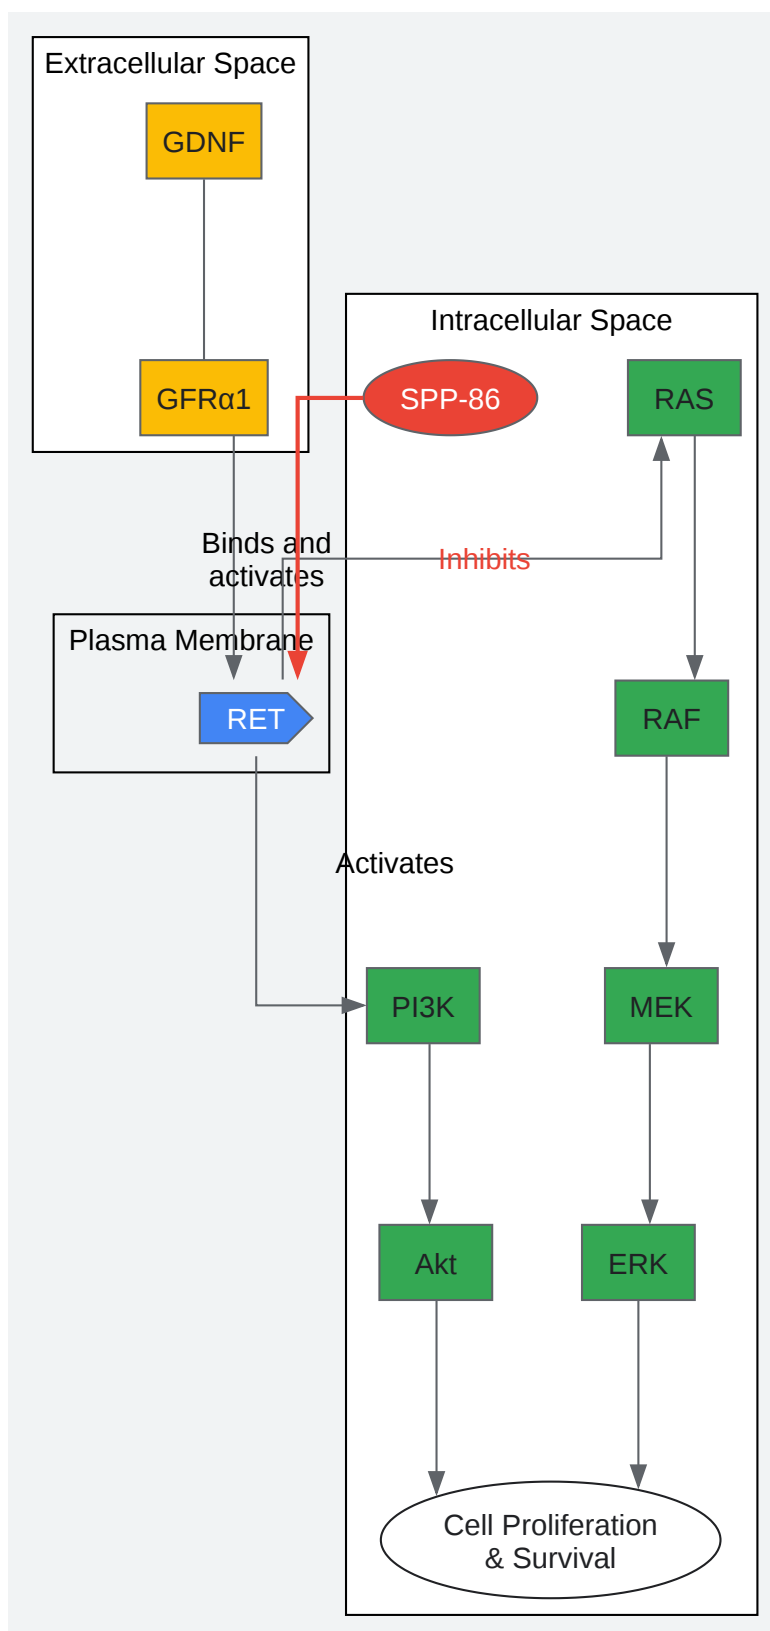 Extracellular Space
GDNF
Intracellular Space
GFRα1
SPP-86
RAS
Binds and
activates
Inhibits
Plasma Membrane
RET
RAF
Activates
PI3K
MEK
Akt
ERK
Cell Proliferation
& Survival